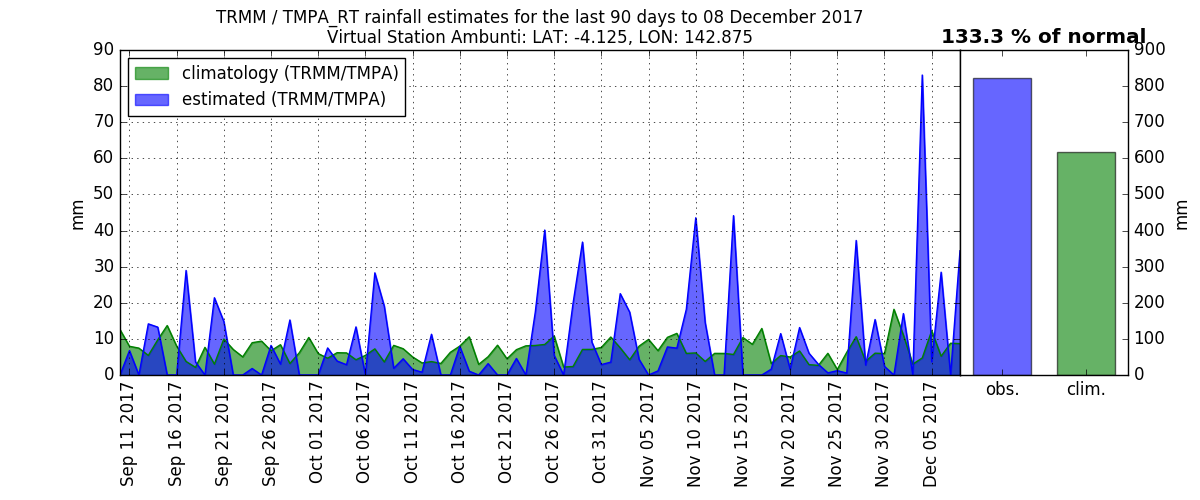 TRMM / TMPA_RT rainfall estimates for the last 90 days to 08 December 2017
Virtual Station Ambunti: LAT: -4.125, LON: 142.875
133.3 % of normal
climatology (TRMM/TMPA)
estimated (TRMM/TMPA)
90
80
70
60
50
40
30
20
10
0
mm
Sep 11 2017
Sep 16 2017
Sep 21 2017
Sep 26 2017
Oct 01 2017
Oct 06 2017
Oct 11 2017
Oct 16 2017
Oct 21 2017
Oct 26 2017
Oct 31 2017
Nov 05 2017
Nov 10 2017
Nov 15 2017
Nov 20 2017
Nov 25 2017
Nov 30 2017
Dec 05 2017
obs.
clim.
900
800
700
600
500
400
300
200
100
0
mm